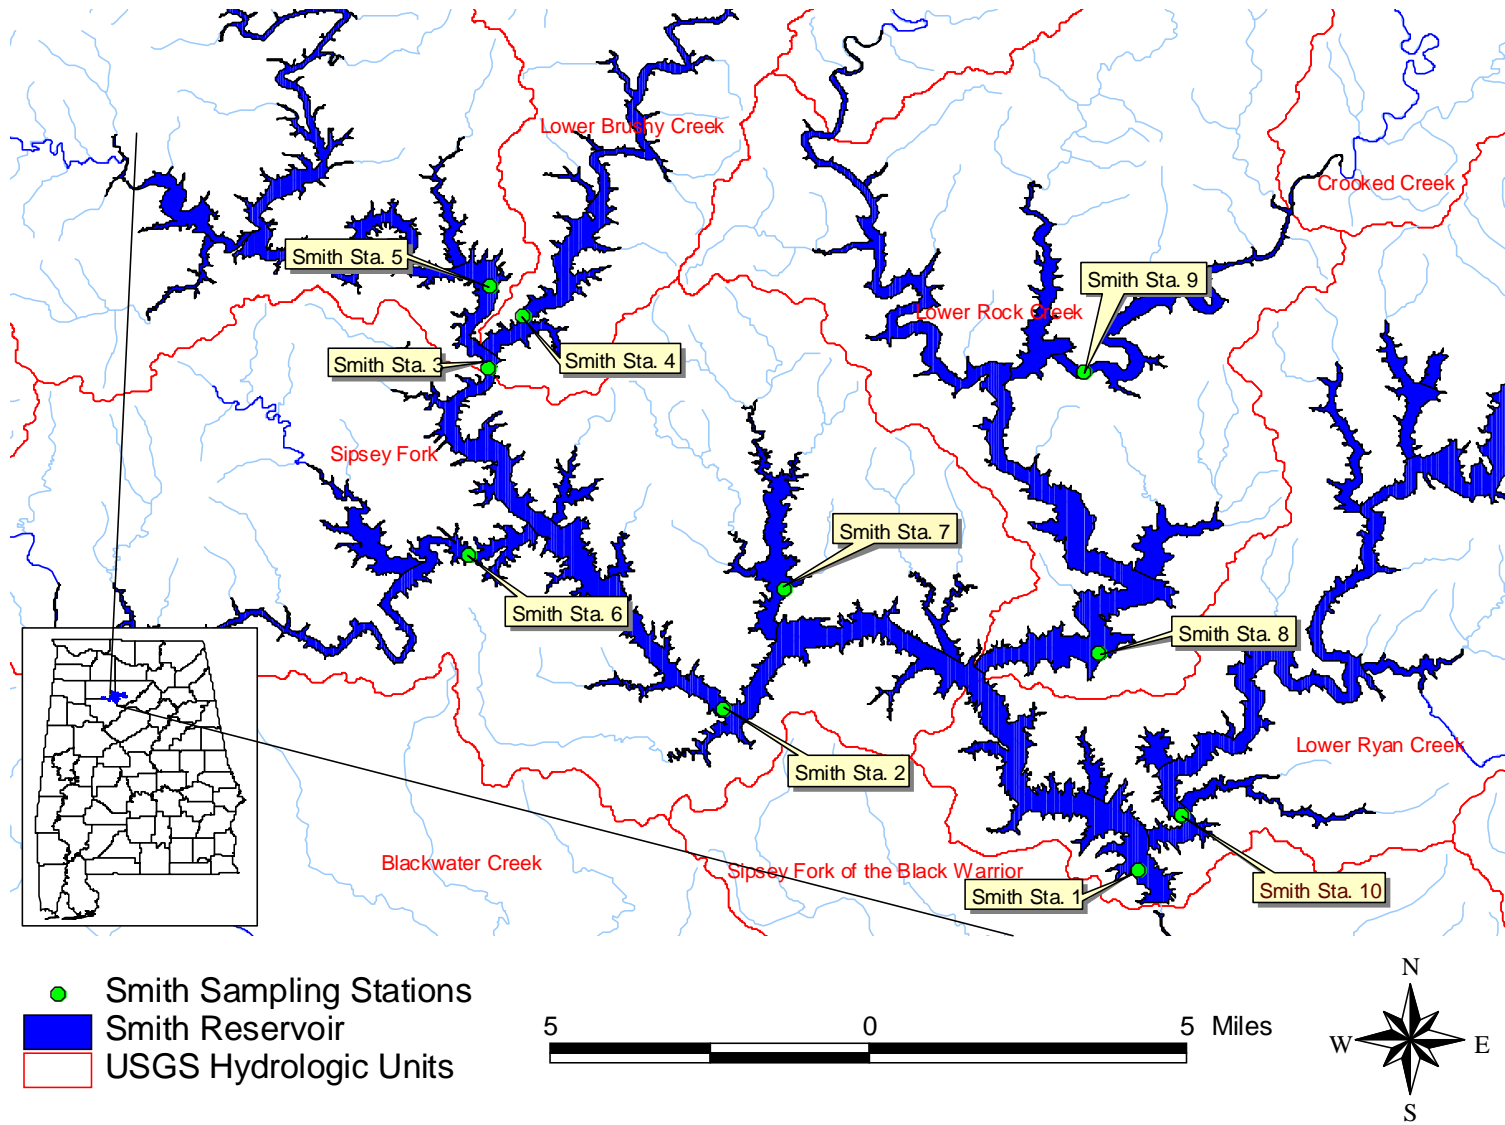 Lower Brushy Creek
Crooked Creek
Smith Sta. 5
Smith Sta. 9
Lower Rock Creek
Smith Sta. 3
Smith Sta. 4
Sipsey Fork
Smith Sta. 7
Smith Sta. 6
Smith Sta. 8
Lower Ryan Creek
Smith Sta. 2
Blackwater Creek
Sipsey Fork of the Black Warrior
Smith Sta. 1
Smith Sta. 10
Smith Sampling Stations
Smith Reservoir
USGS Hydrologic Units
5 0 5 Miles
N
W E
S